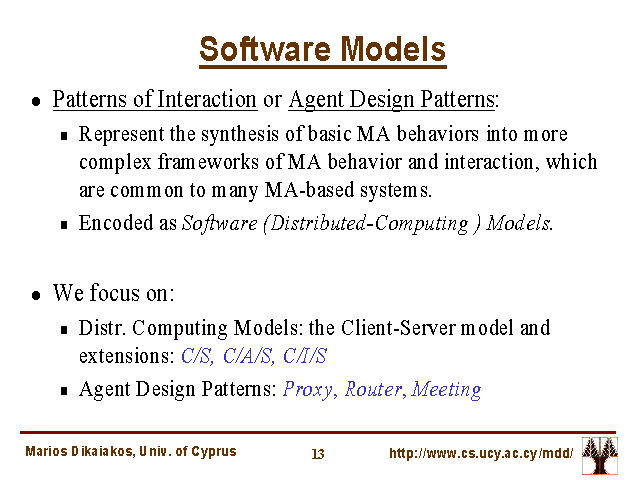 Software Models
● Patterns of Interaction or Agent Design Patterns:
■ Represent the synthesis of basic MA behaviors into more
complex frameworks of MA behavior and interaction, which
are common to many MA-based systems.
■ Encoded as Software (Distributed-Computing ) Models.
● We focus on:
■ Distr. Computing Models: the Client-Server model and
extensions: C/S, C/A/S, C/I/S
■ Agent Design Patterns: Proxy, Router, Meeting
Marios Dikaiakos, Univ. of Cyprus 13 http://www.cs.ucy.ac.cy/mdd/